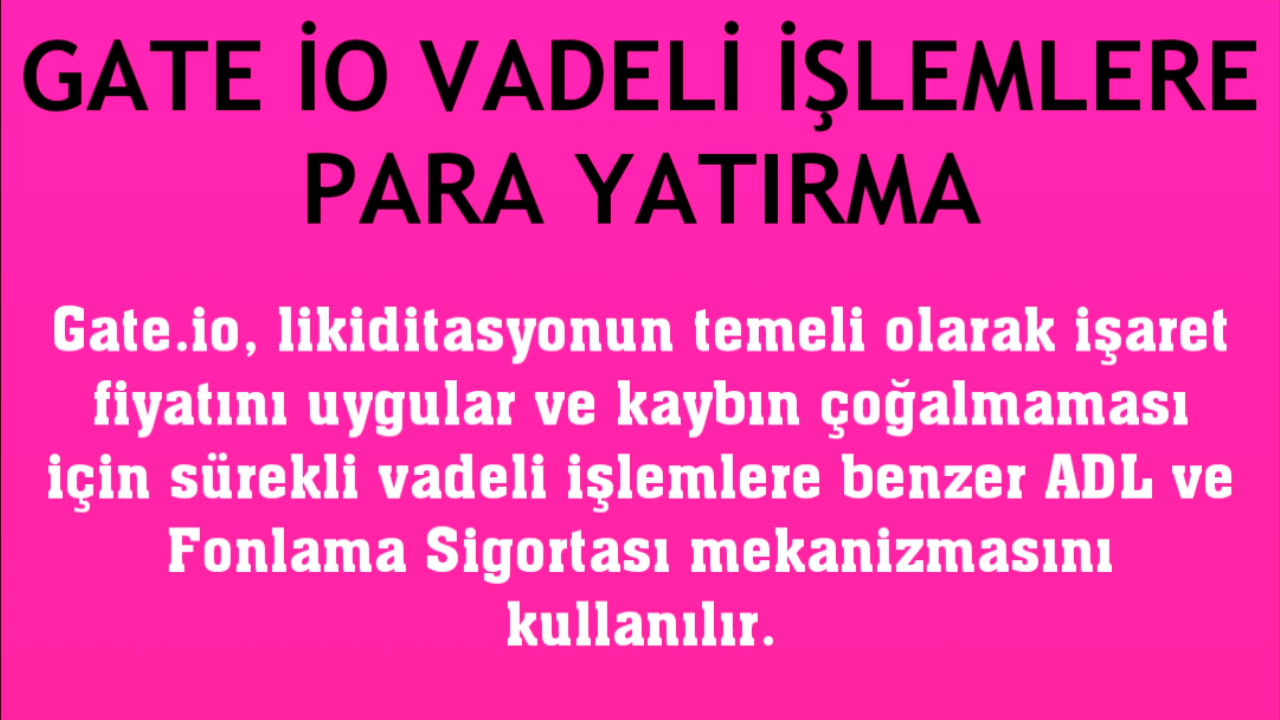 GATE İO VADELİ İŞLEMLERE
PARA YATIRMA
Gate.io, likiditasyonun temeli olarak işaret
fiyatını uygular ve kaybın çoğalmaması
için sürekli vadeli işlemlere benzer ADL ve
Fonlama Sigortası mekanizmasını
kullanılır.